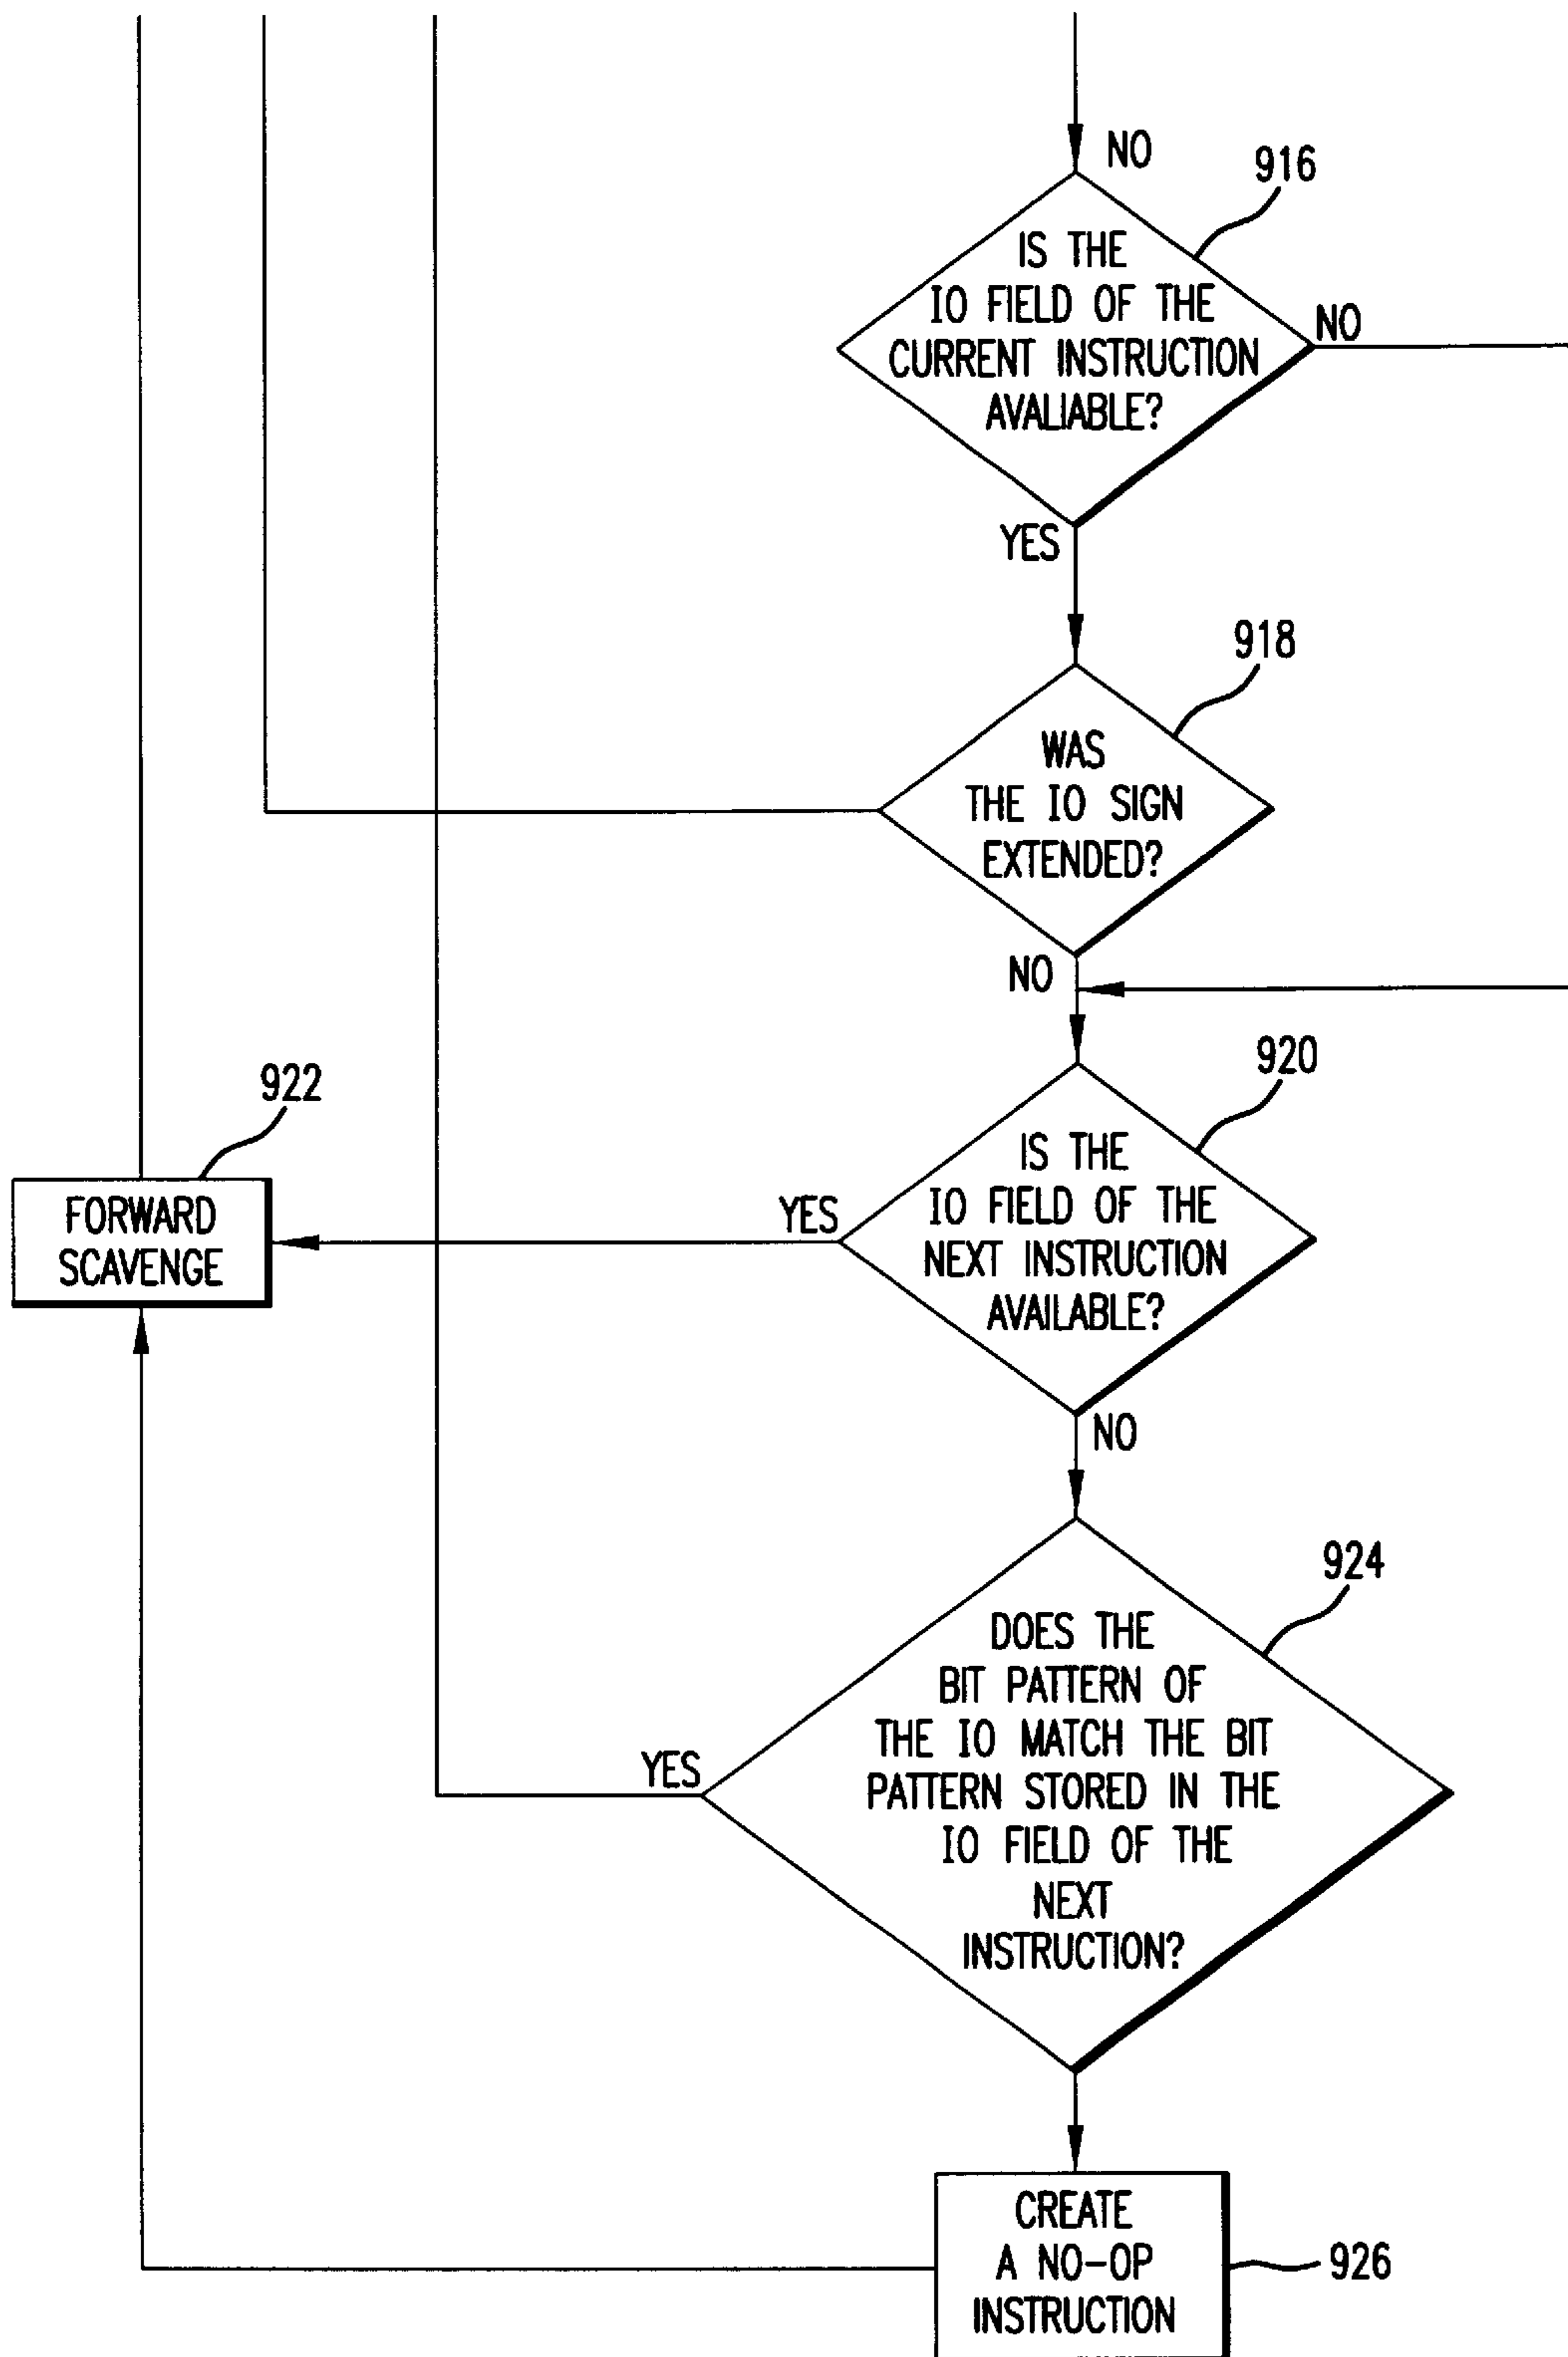 NO
916
IS THE
IO FIELD OF THE
CURRENT INSTRUCTION
AVALIABLE?
NO
YES
918
WAS
THE IO SIGN
EXTENDED?
NO
920
922
IS THE
IO FIELD OF THE
NEXT INSTRUCTION
AVAILABLE?
YES
FORWARD
SCAVENGE
NO
924
DOES THE
BIT PATTERN OF
THE IO MATCH THE BIT
PATTERN STORED IN THE
IO FIELD OF THE
NEXT
INSTRUCTION?
YES
CREATE
A NO-OP
INSTRUCTION
926